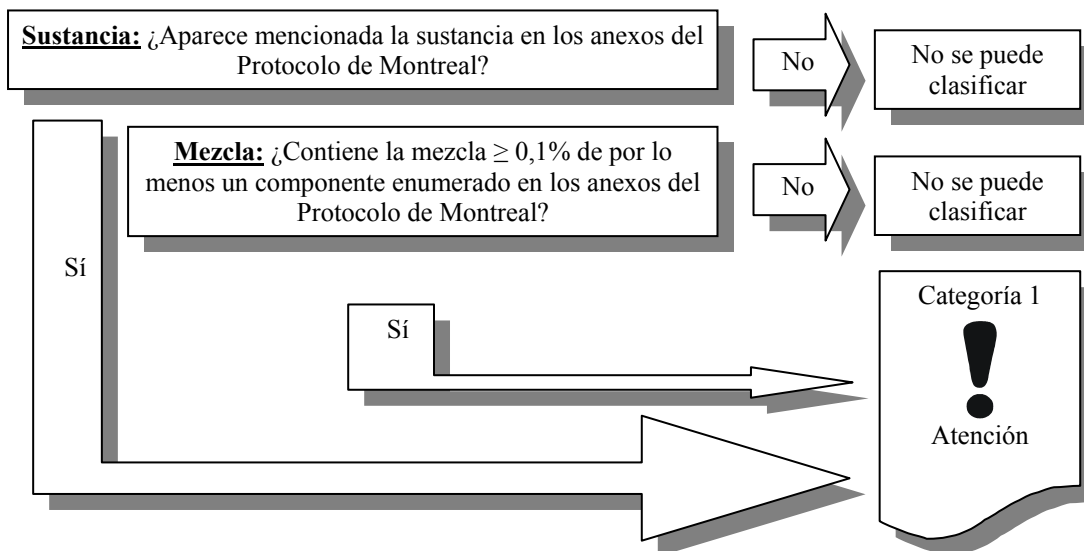 Sustancia: ¿Aparece mencionada la sustancia en los anexos del
Protocolo de Montreal?
No
No se puede
clasificar
Mezcla: ¿Contiene la mezcla ≥ 0,1% de por lo
menos un componente enumerado en los anexos del
Protocolo de Montreal?
No
No se puede
clasificar
Sí
Sí
Categoría 1
!
Atención